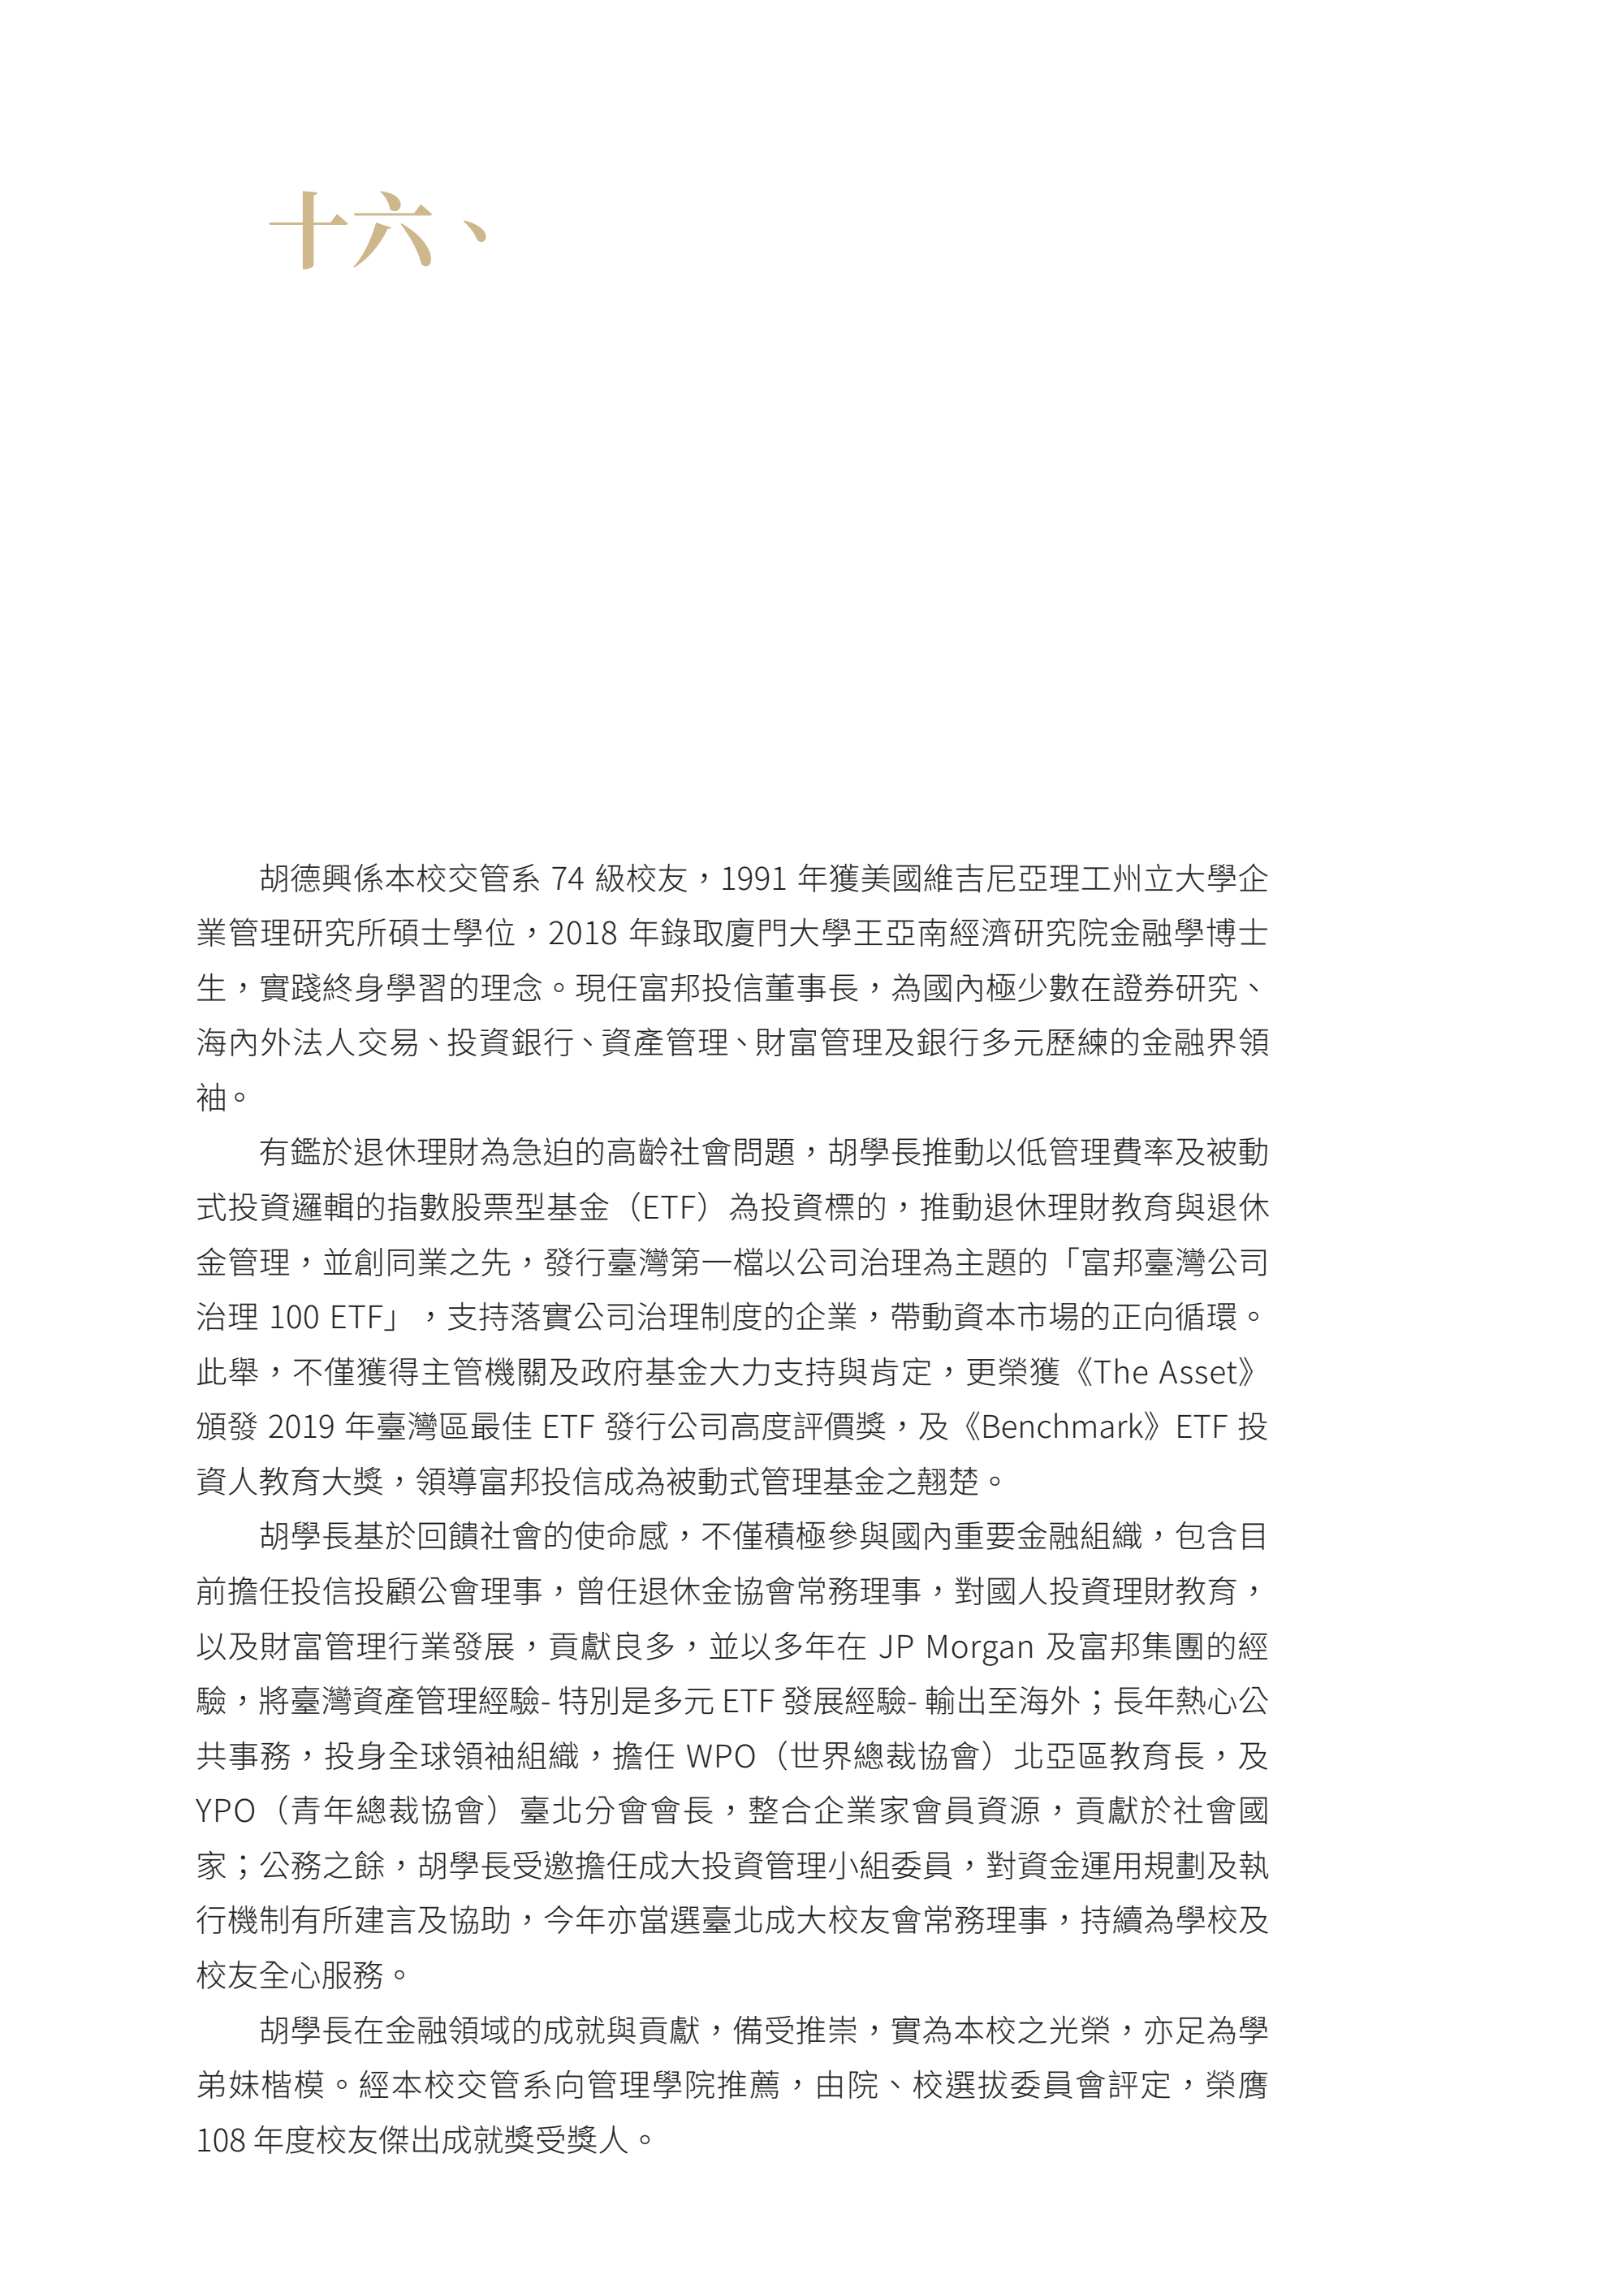 十六、
胡德興係本校交管系 74 級校友，1991 年獲美國維吉尼亞理工州立大學企
業管理研究所碩士學位，2018 年錄取廈門大學王亞南經濟研究院金融學博士
生，實踐終身學習的理念。現任富邦投信董事長，為國內極少數在證券研究、
海內外法人交易、投資銀行、資產管理、財富管理及銀行多元歷練的金融界領
袖。
有鑑於退休理財為急迫的高齡社會問題，胡學長推動以低管理費率及被動
式投資邏輯的指數股票型基金（ETF）為投資標的，推動退休理財教育與退休
金管理，並創同業之先，發行臺灣第一檔以公司治理為主題的「富邦臺灣公司
治理 100 ETF」，支持落實公司治理制度的企業，帶動資本市場的正向循環。
此舉，不僅獲得主管機關及政府基金大力支持與肯定，更榮獲《The Asset》
頒發 2019 年臺灣區最佳 ETF 發行公司高度評價獎，及《Benchmark》ETF 投
資人教育大獎，領導富邦投信成為被動式管理基金之翹楚。
胡學長基於回饋社會的使命感，不僅積極參與國內重要金融組織，包含目
前擔任投信投顧公會理事，曾任退休金協會常務理事，對國人投資理財教育，
以及財富管理行業發展，貢獻良多，並以多年在 JP Morgan 及富邦集團的經
驗，將臺灣資產管理經驗- 特別是多元 ETF 發展經驗- 輸出至海外；長年熱心公
共事務，投身全球領袖組織，擔任 WPO（世界總裁協會）北亞區教育長，及
YPO（青年總裁協會）臺北分會會長，整合企業家會員資源，貢獻於社會國
家；公務之餘，胡學長受邀擔任成大投資管理小組委員，對資金運用規劃及執
行機制有所建言及協助，今年亦當選臺北成大校友會常務理事，持續為學校及
校友全心服務。
胡學長在金融領域的成就與貢獻，備受推崇，實為本校之光榮，亦足為學
弟妹楷模。經本校交管系向管理學院推薦，由院、校選拔委員會評定，榮膺
108 年度校友傑出成就獎受獎人。